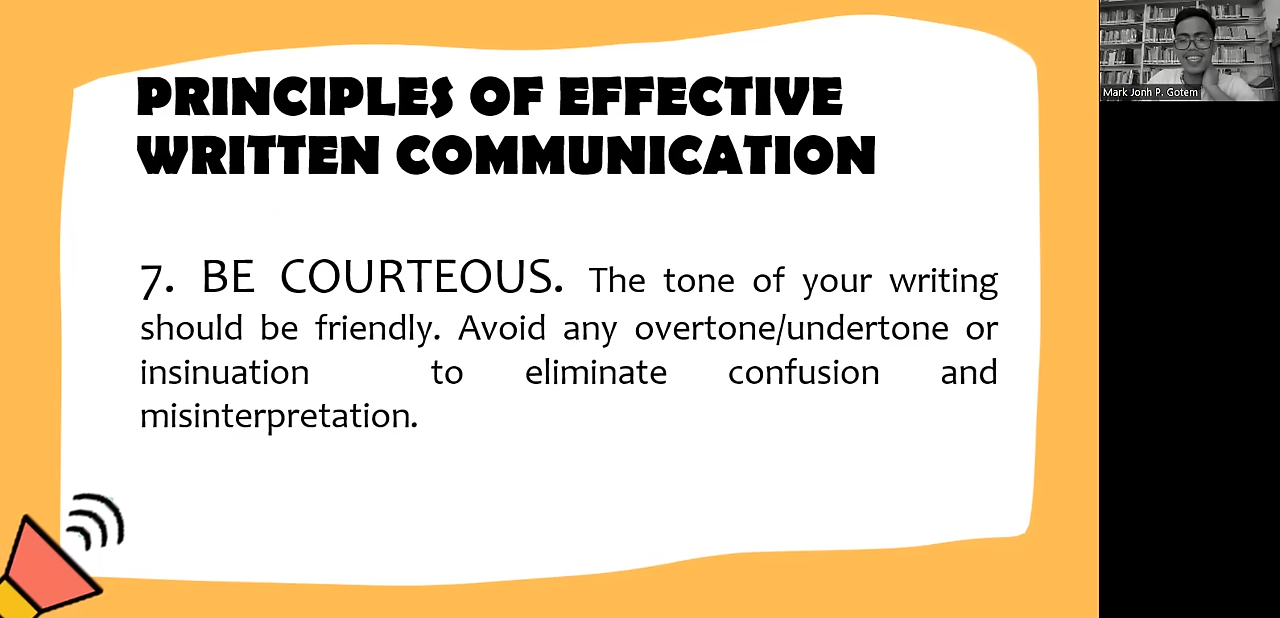 PRINCIPLES OF EFFECTIVE
WRITTEN COMMUNICATION
7. BE COURTEOUS. The tone of your writing
should be friendly. Avoid any overtone/undertone or
insinuation to eliminate confusion and
misinterpretation.
Mark Jonh P. Gotem